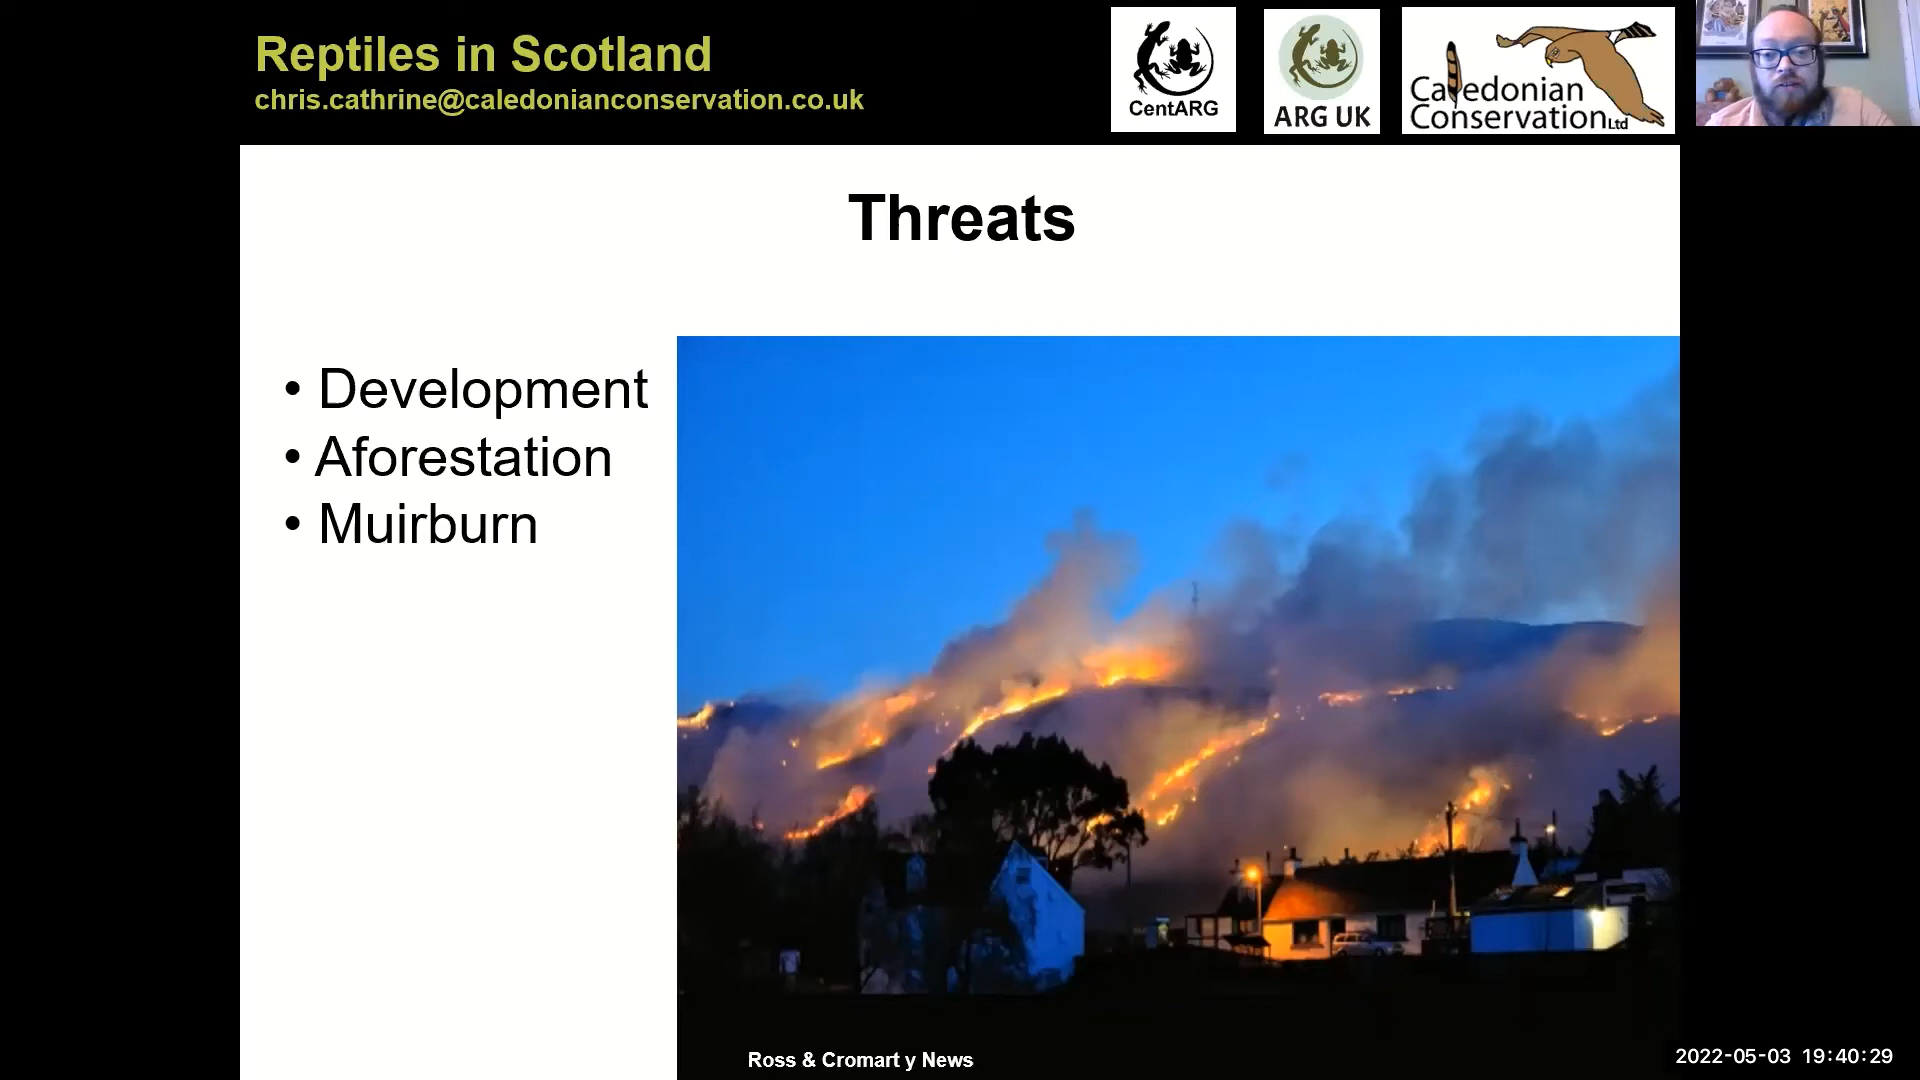 Reptiles in Scotland
chris.cathrine@caledonianconservation.co.uk
CentARG
ARG UK
Caledonian
Conservation Ltd
Threats
• Development
• Aforestation
• Muirburn
Ross & Cromart y News
2022-05-03 19:40:29